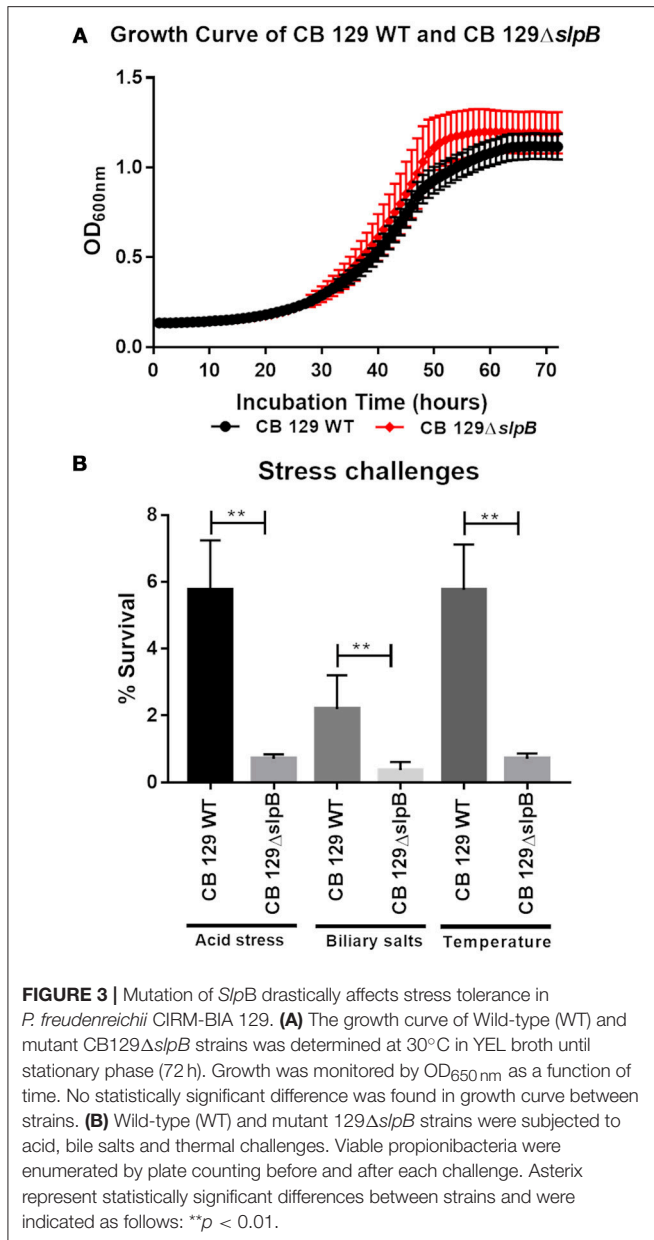 A Growth Curve of CB 129 WT and CB 129ΔslpB
1.5
1.0
0.5
0.0
OD600nm
0 10 20 30 40 50 60 70
Incubation Time (hours)
CB 129 WT CB 129ΔslpB
B Stress challenges
8
6
4
2
0
% Survival
** ** **
CB 129 WT
CB 129ΔslpB
CB 129 WT
CB 129ΔslpB
CB 129 WT
CB 129ΔslpB
Acid stress Biliary salts Temperature
FIGURE 3 | Mutation of SlpB drastically affects stress tolerance in
P. freudenreichii CIRM-BIA 129. (A) The growth curve of Wild-type (WT) and
mutant CB129ΔslpB strains was determined at 30°C in YEL broth until
stationary phase (72 h). Growth was monitored by OD650 nm as a function of
time. No statistically significant difference was found in growth curve between
strains. (B) Wild-type (WT) and mutant 129ΔslpB strains were subjected to
acid, bile salts and thermal challenges. Viable propionibacteria were
enumerated by plate counting before and after each challenge. Asterix
represent statistically significant differences between strains and were
indicated as follows: **p < 0.01.